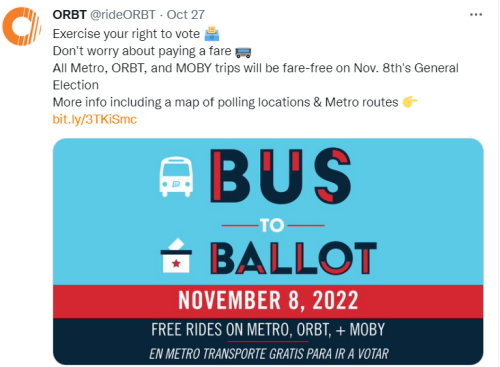 ORBT @rideORBT · Oct 27
Exercise your right to vote 🗳️
Don't worry about paying a fare 🚌
All Metro, ORBT, and MOBY trips will be fare-free on Nov. 8th's General
Election
More info including a map of polling locations & Metro routes 👉
bit.ly/3TKiSmc
BUS
TO
BALLOT
NOVEMBER 8, 2022
FREE RIDES ON METRO, ORBT, + MOBY
EN METRO TRANSPORTE GRATIS PARA IR A VOTAR